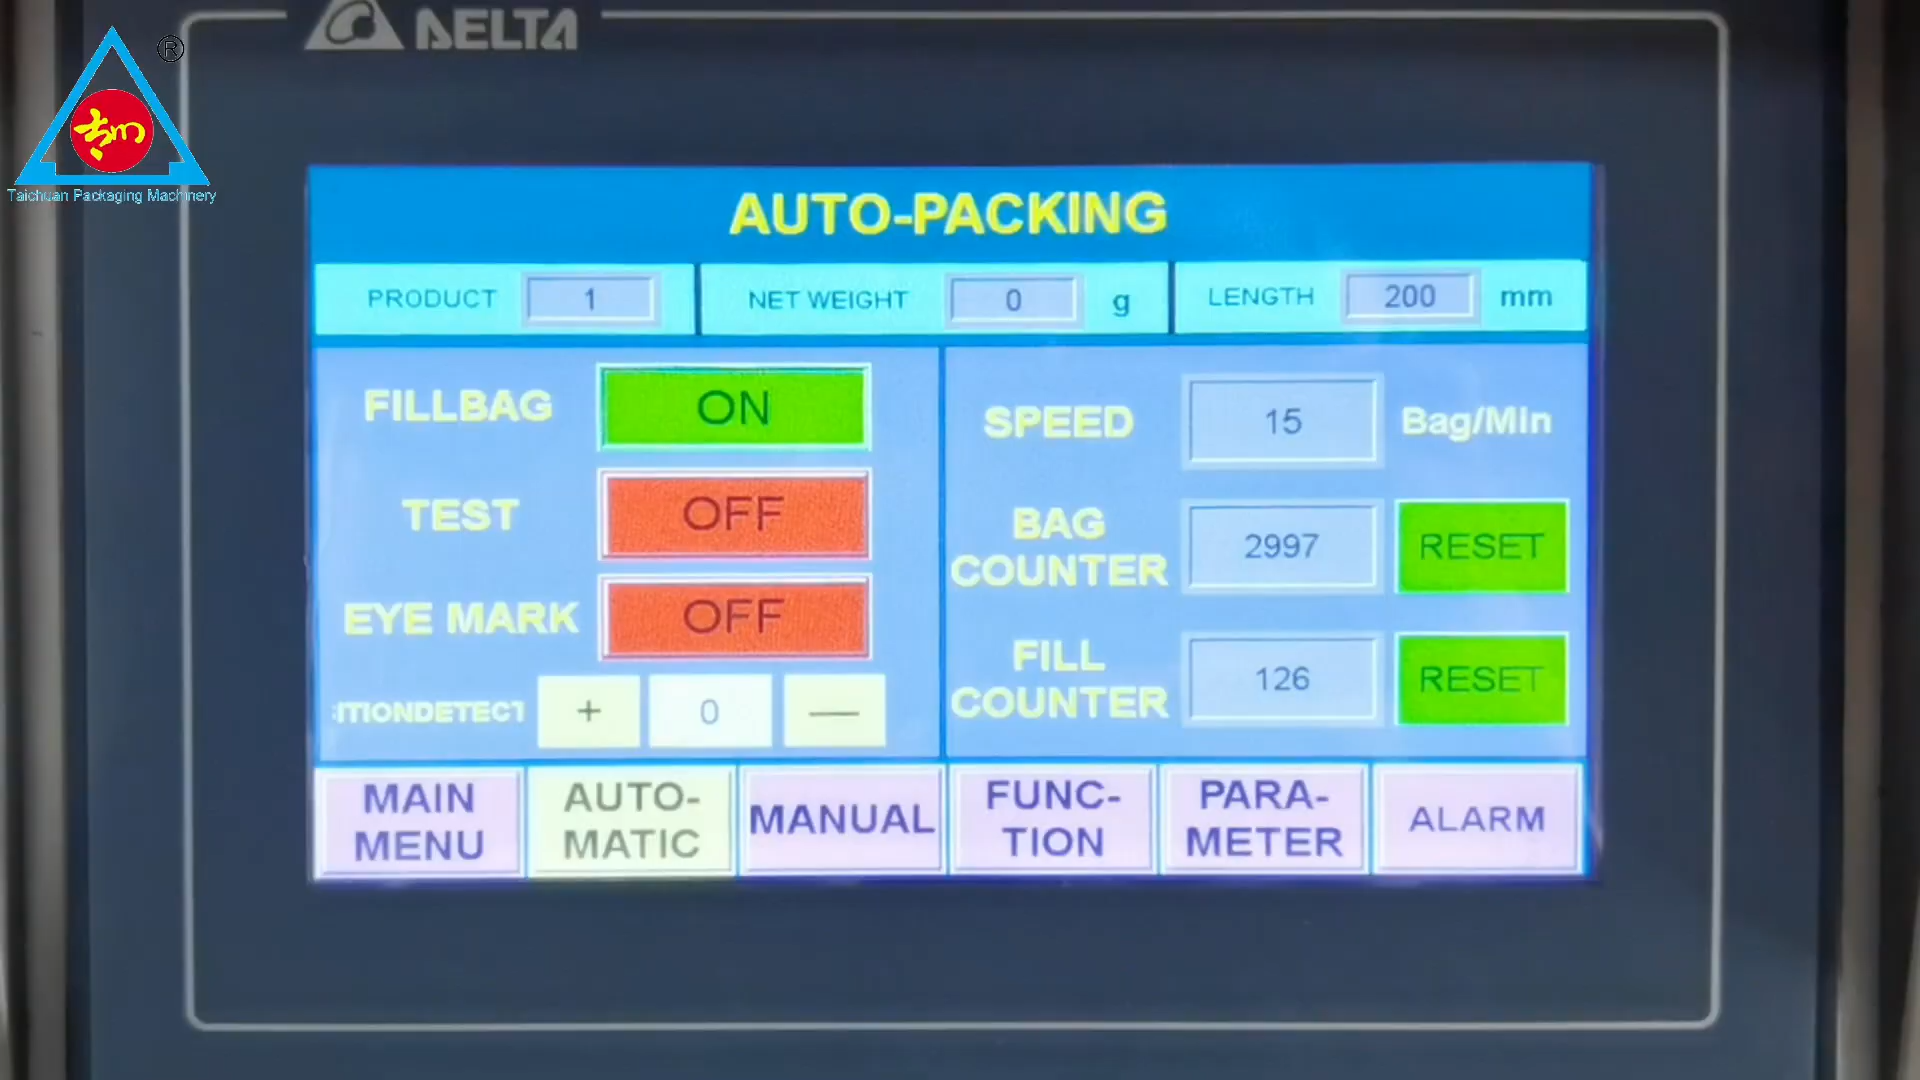 DELTA
®
Taichuan Packaging Machinery
AUTO-PACKING
PRODUCT 1 NET WEIGHT 0 g LENGTH 200 mm
FILLBAG ON
TEST OFF
EYE MARK OFF
ITIONDETECT + 0 —
SPEED 15 Bag/MIn
BAG COUNTER 2997 RESET
FILL COUNTER 126 RESET
MAIN MENU
AUTO-MATIC
MANUAL
FUNC-TION
PARA-METER
ALARM